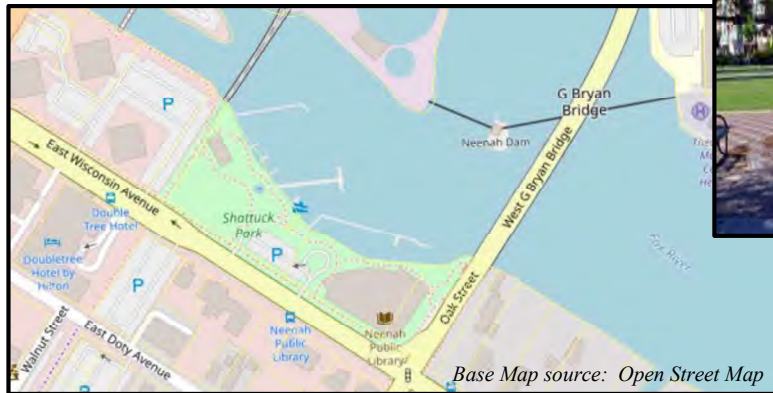 P
G Bryan
Bridge
Neenah Dam
East Wisconsin Avenue
West G Bryan Bridge
Double
Tree Hotel
Shattuck
Park
P
Fox River
Doubletree
Hotel by
Hilton
P
Oak Street
Walnut Street
East Doty Avenue
Neenah
Public
Library
Neenah
Public
Library
P
Base Map source: Open Street Map